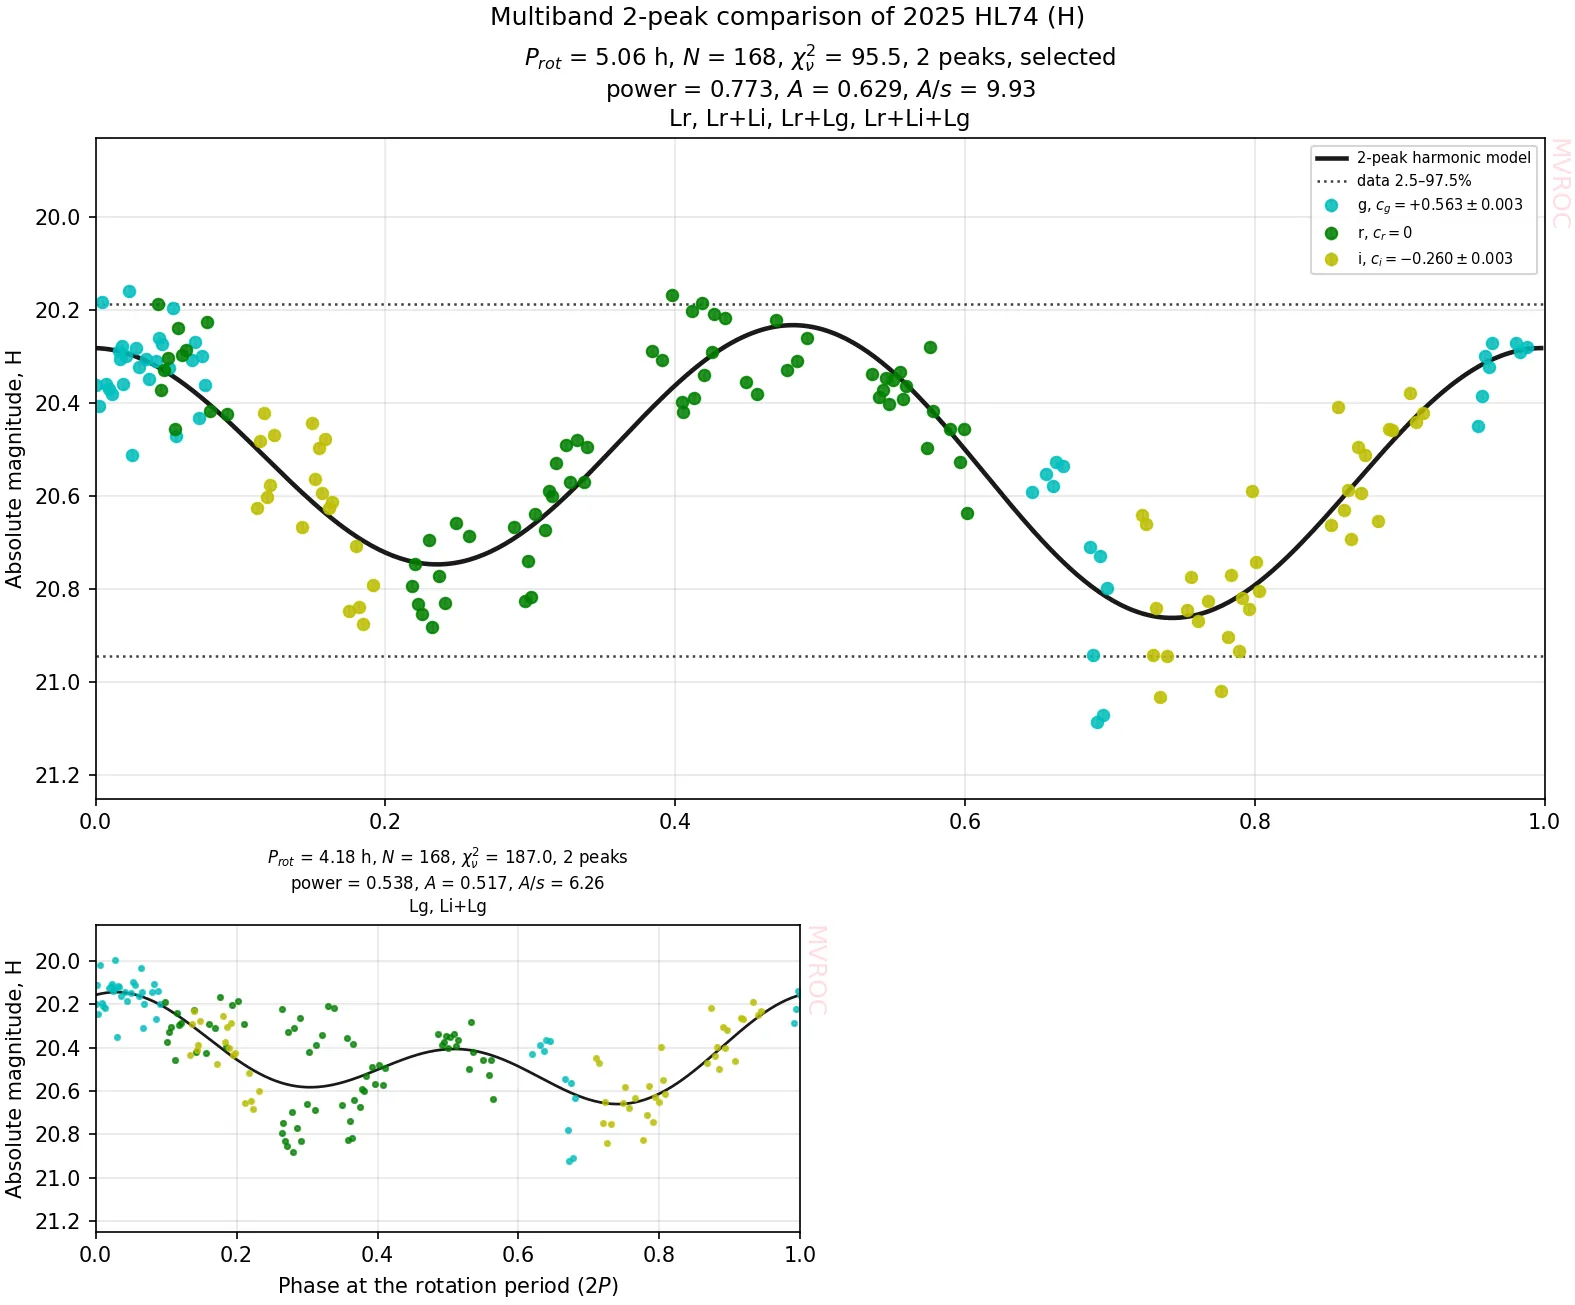 Multiband 2-peak comparison of 2025 HL74 (H)
P_rot = 5.06 h, N = 168, χ²_ν = 95.5, 2 peaks, selected
power = 0.773, A = 0.629, A/s = 9.93
Lr, Lr+Li, Lr+Lg, Lr+Li+Lg
2-peak harmonic model
data 2.5–97.5%
g, c_g = +0.563 ± 0.003
r, c_r = 0
i, c_i = −0.260 ± 0.003
MVROC
Absolute magnitude, H
20.0
20.2
20.4
20.6
20.8
21.0
21.2
0.0 0.2 0.4 0.6 0.8 1.0
P_rot = 4.18 h, N = 168, χ²_ν = 187.0, 2 peaks
power = 0.538, A = 0.517, A/s = 6.26
Lg, Li+Lg
MVROC
Absolute magnitude, H
20.0
20.2
20.4
20.6
20.8
21.0
21.2
0.0 0.2 0.4 0.6 0.8 1.0
Phase at the rotation period (2P)